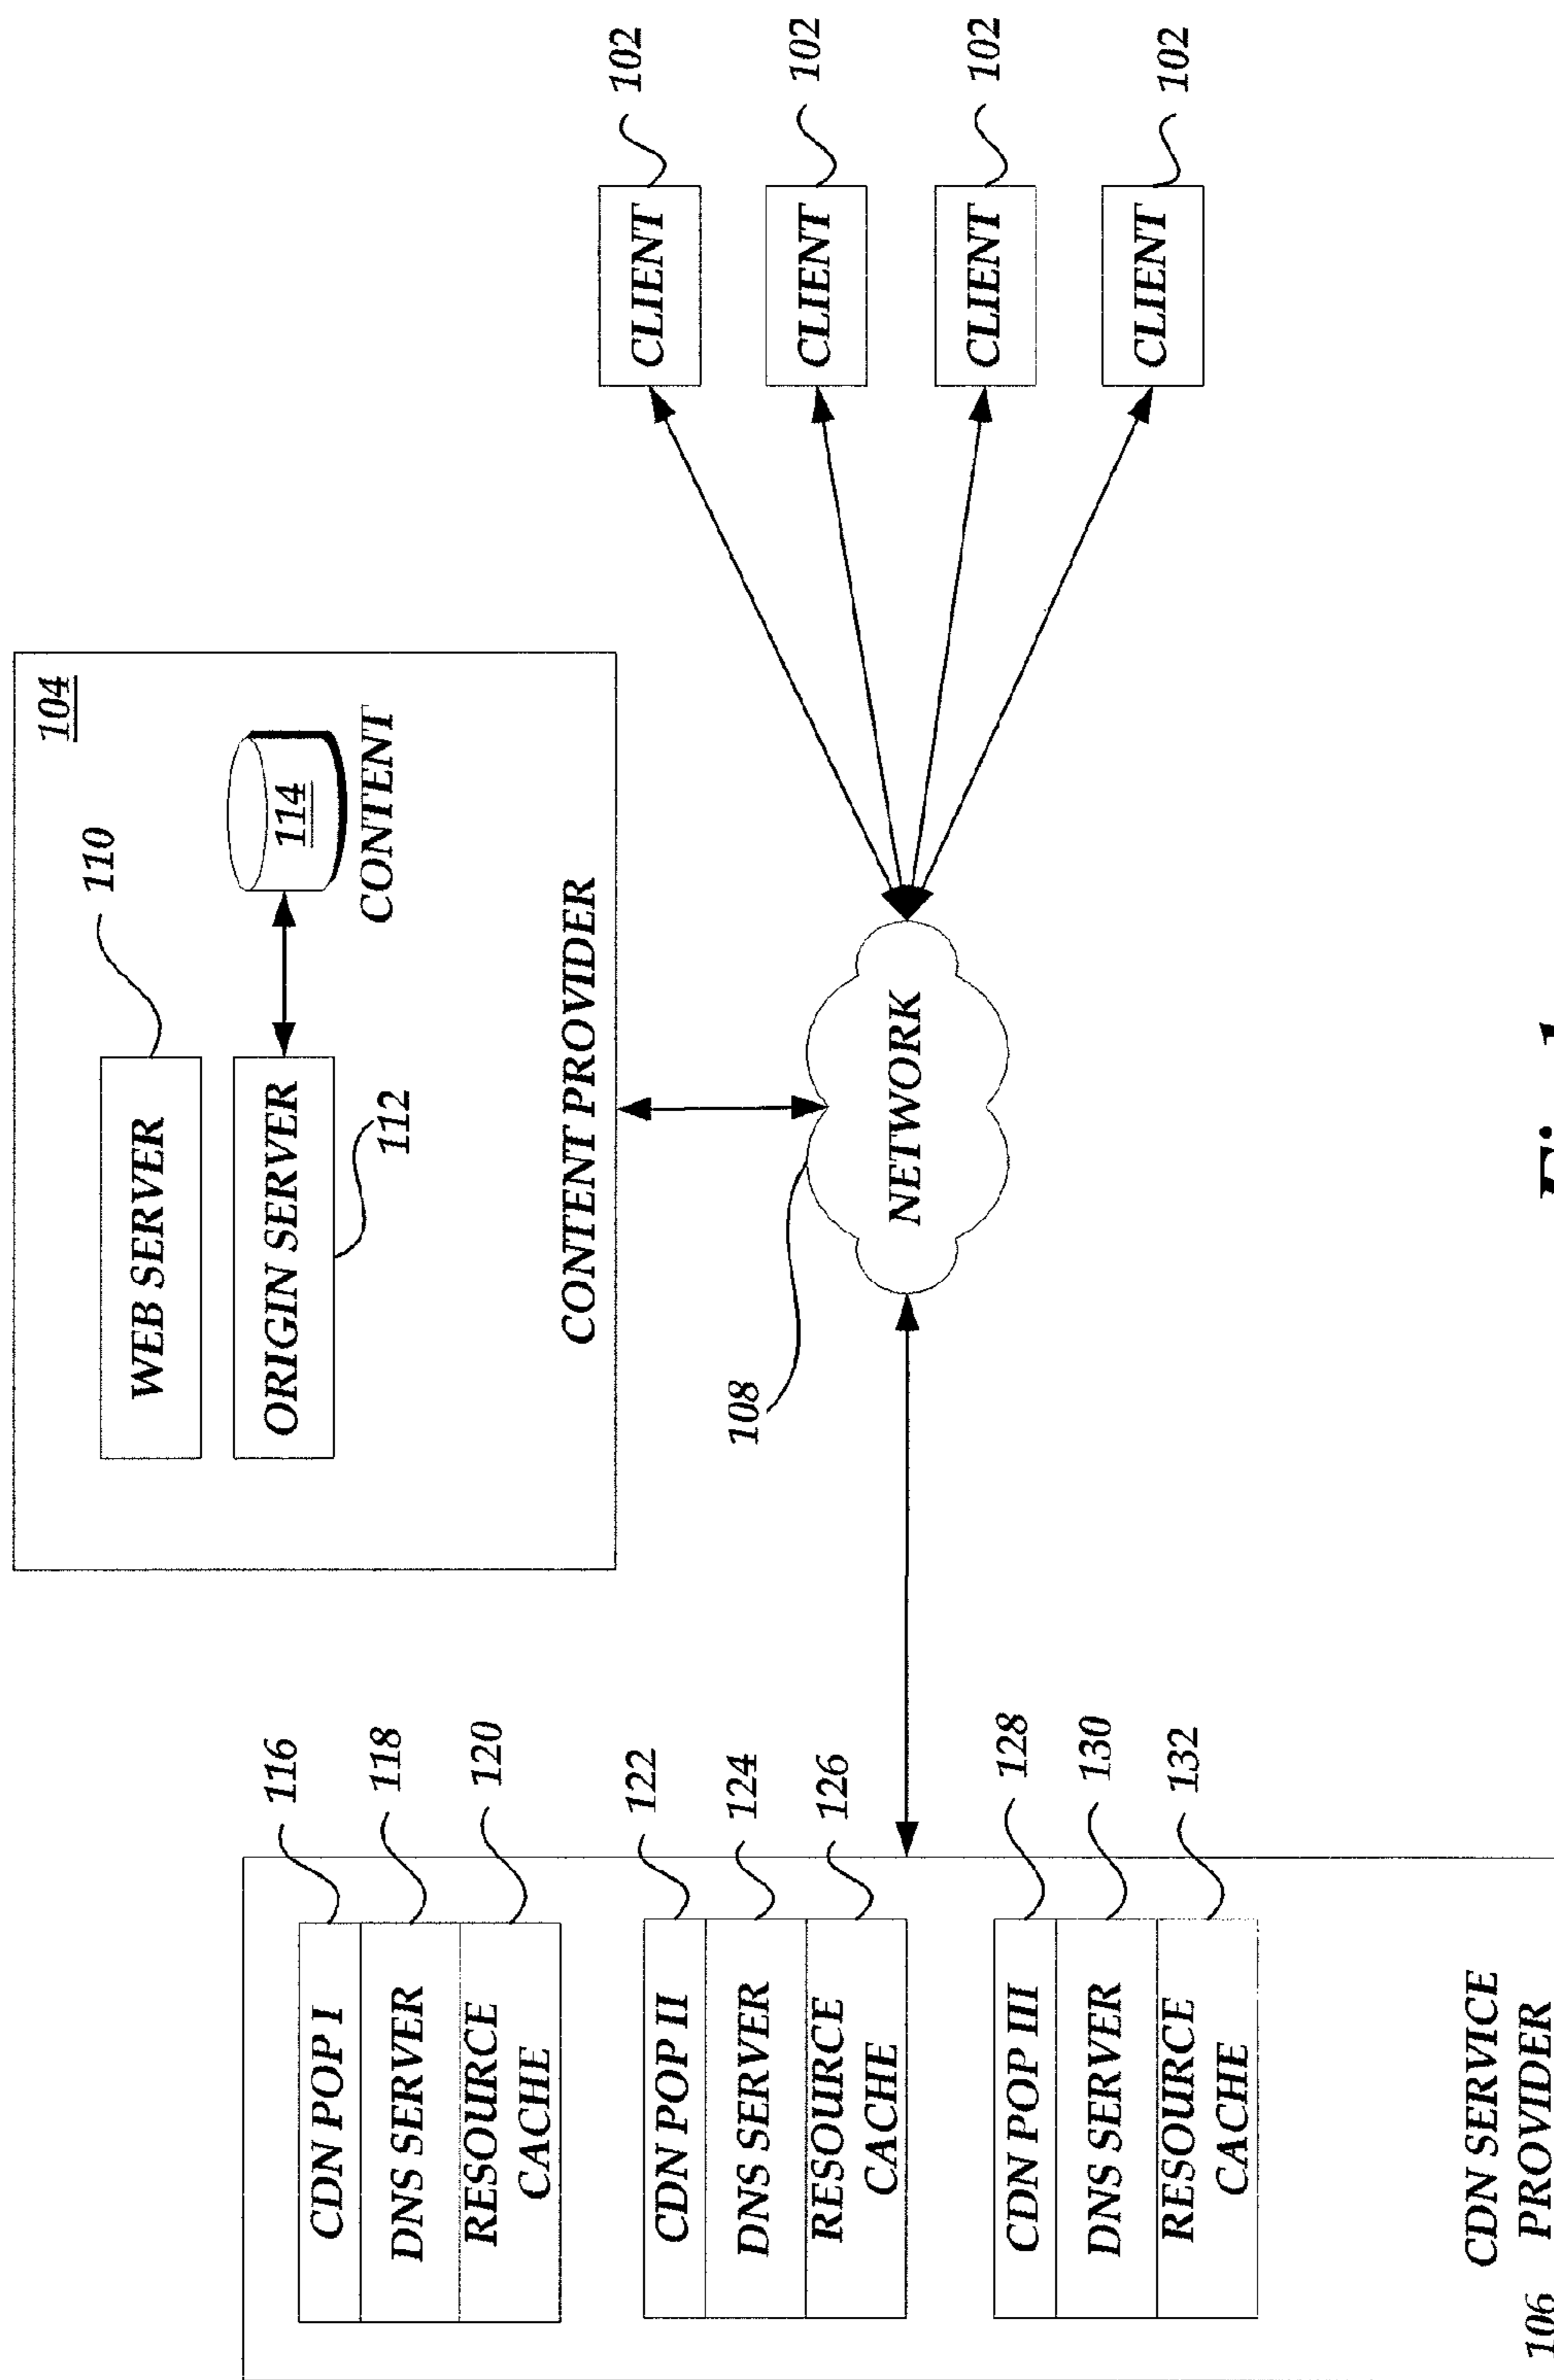 104
WEB SERVER
110
ORIGIN SERVER
114
112
CONTENT
CONTENT PROVIDER
116
CDN POP I
118
DNS SERVER
120
RESOURCE
CACHE
122
CDN POP II
124
DNS SERVER
126
RESOURCE
CACHE
128
CDN POP III
130
DNS SERVER
132
RESOURCE
CACHE
CDN SERVICE
106 PROVIDER
108
NETWORK
CLIENT
102
CLIENT
102
CLIENT
102
CLIENT
102